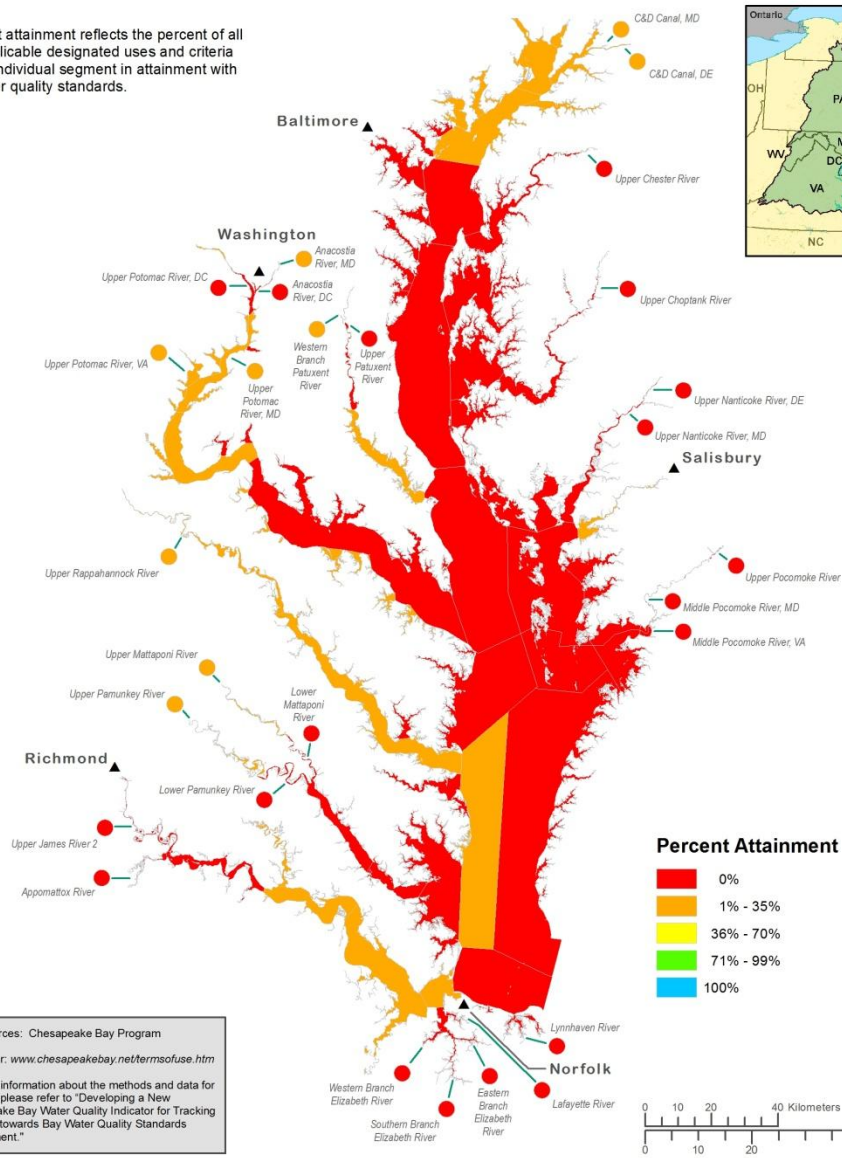 t attainment reflects the percent of all
licable designated uses and criteria
ndividual segment in attainment with
r quality standards.
C&D Canal, MD
C&D Canal, DE
Ontario
OH
PA
WV
DC
VA
NC
Baltimore
Upper Chester River
Washington
Anacostia
River, MD
Upper Potomac River, DC
Anacostia
River, DC
Upper Choptank River
Western
Branch
Patuxent
River
Upper
Patuxent
River
Upper Potomac River, VA
Upper
Potomac
River, MD
Upper Nanticoke River, DE
Upper Nanticoke River, MD
Salisbury
Upper Rappahannock River
Upper Pocomoke River
Middle Pocomoke River, MD
Middle Pocomoke River, VA
Upper Mattaponi River
Upper Pamunkey River
Lower
Mattaponi
River
Richmond
Lower Pamunkey River
Upper James River 2
Appomattox River
Percent Attainment
0%
1% - 35%
36% - 70%
71% - 99%
100%
rces: Chesapeake Bay Program
r: www.chesapeakebay.net/termsofuse.htm
information about the methods and data for
please refer to "Developing a New
ake Bay Water Quality Indicator for Tracking
towards Bay Water Quality Standards
ment."
Lynnhaven River
Norfolk
Western Branch
Elizabeth River
Southern Branch
Elizabeth River
Eastern
Branch
Elizabeth
River
Lafayette River
0 10 20 40 Kilometers
0 10 20